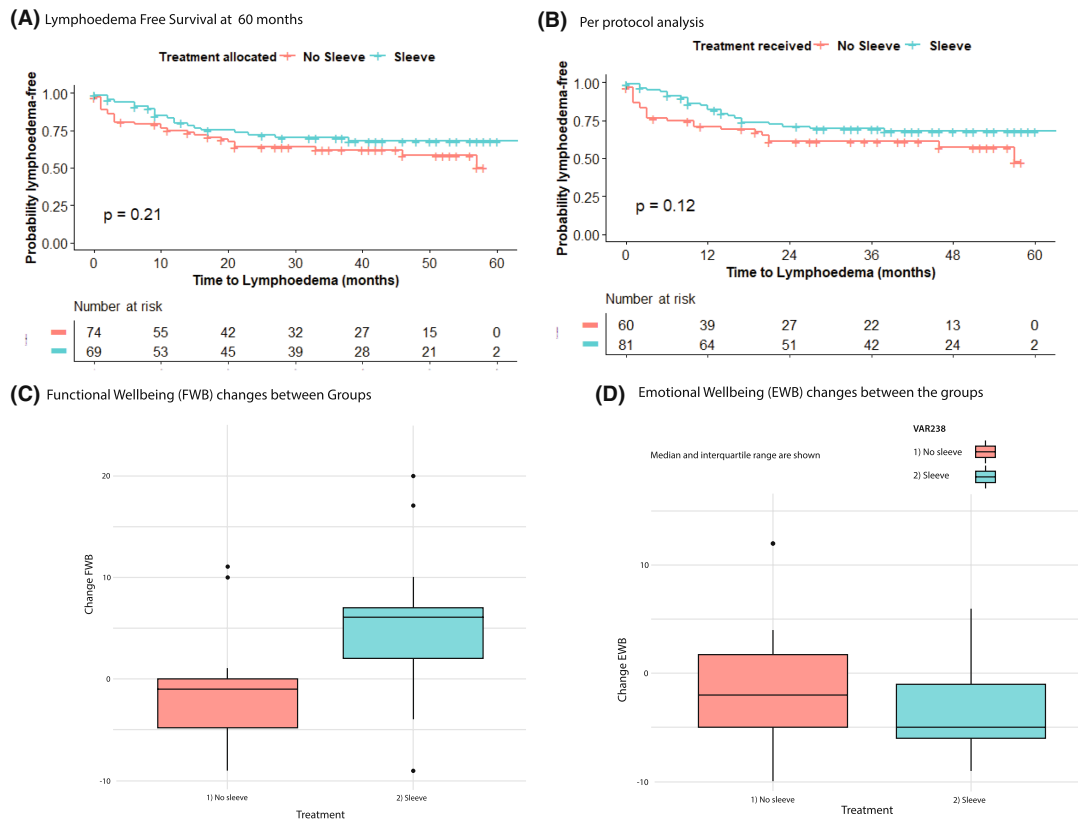 (A) Lymphoedema Free Survival at 60 months
Treatment allocated No Sleeve Sleeve
Probability lymphoedema-free
1.00
0.75
0.50
0.25
0.00
p = 0.21
0 10 20 30 40 50 60
Time to Lymphoedema (months)
Number at risk
74 55 42 32 27 15 0
69 53 45 39 28 21 2
(B) Per protocol analysis
Treatment received No Sleeve Sleeve
Probability lymphoedema-free
1.00
0.75
0.50
0.25
0.00
p = 0.12
0 12 24 36 48 60
Time to Lymphoedema (months)
Number at risk
60 39 27 22 13 0
81 64 51 42 24 2
(C) Functional Wellbeing (FWB) changes between Groups
Change FWB
20
10
0
-10
1) No sleeve 2) Sleeve
Treatment
(D) Emotional Wellbeing (EWB) changes between the groups
VAR238
Median and interquartile range are shown
1) No sleeve
2) Sleeve
Change EWB
10
0
-10
1) No sleeve 2) Sleeve
Treatment